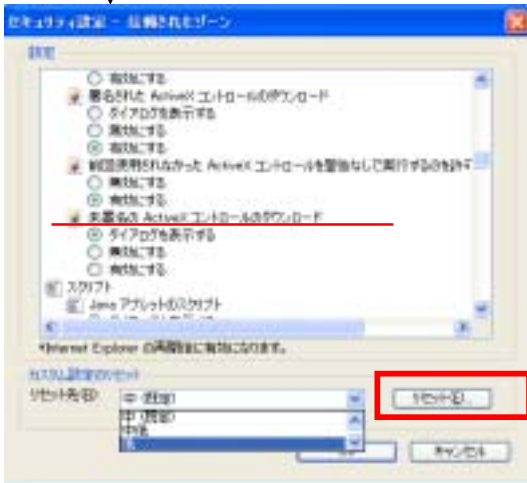 セキュリティ設定 - 信頼されたゾーン
設定
有効にする
署名された ActiveX コントロールのダウンロード
ダイアログを表示する
無効にする
有効にする
前回使用されなかった ActiveX コントロールを警告なしで実行するのを許可
無効にする
有効にする
未署名の ActiveX コントロールのダウンロード
ダイアログを表示する
無効にする
有効にする
スクリプト
Java アプレットのスクリプト
*Internet Explorer の再開後に有効になります。
カスタム設定のリセット
リセット先(R):
中 (既定)
リセット(E)...
中 (既定)
中低
低
キャンセル